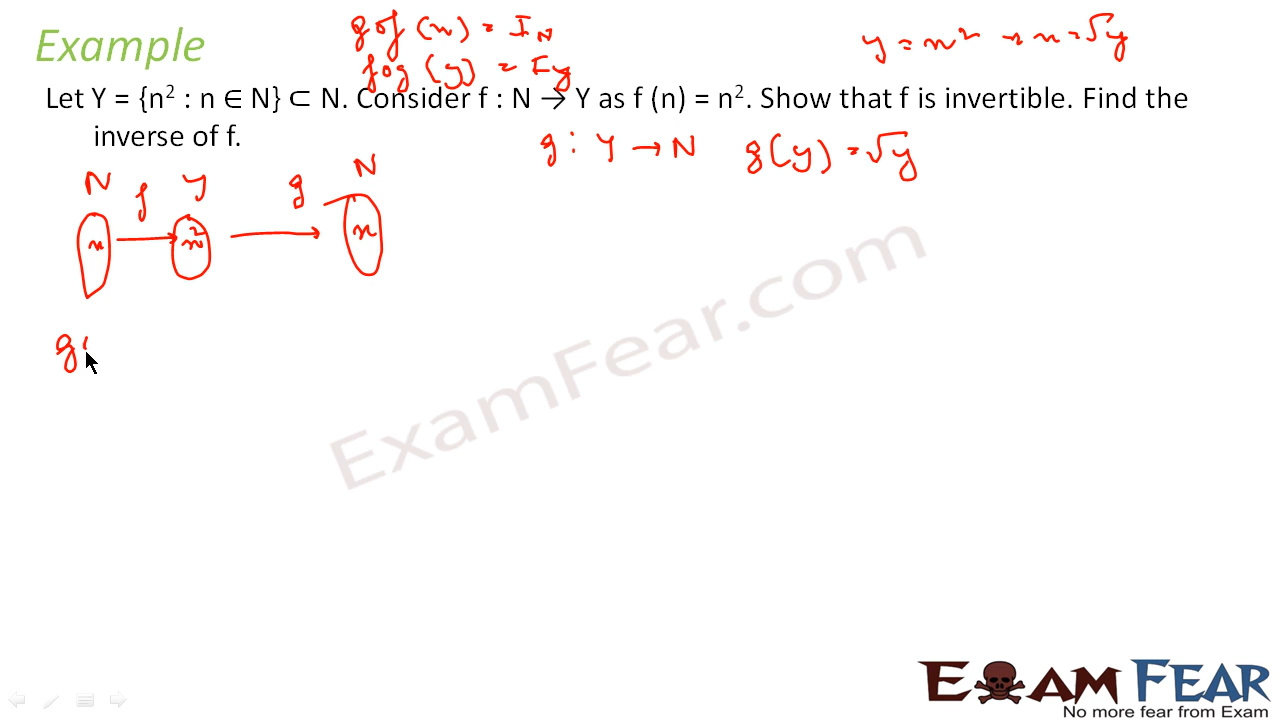 Example
gof (n) = I_N
fog (y) = I_y
y = n² → n = √y
Let Y = {n² : n ∈ N} ⊂ N. Consider f : N → Y as f (n) = n². Show that f is invertible. Find the
inverse of f.
g : Y → N g(y) = √y
N f Y g N
n n² n
g
ExamFear.com
EXAM FEAR
No more fear from Exam